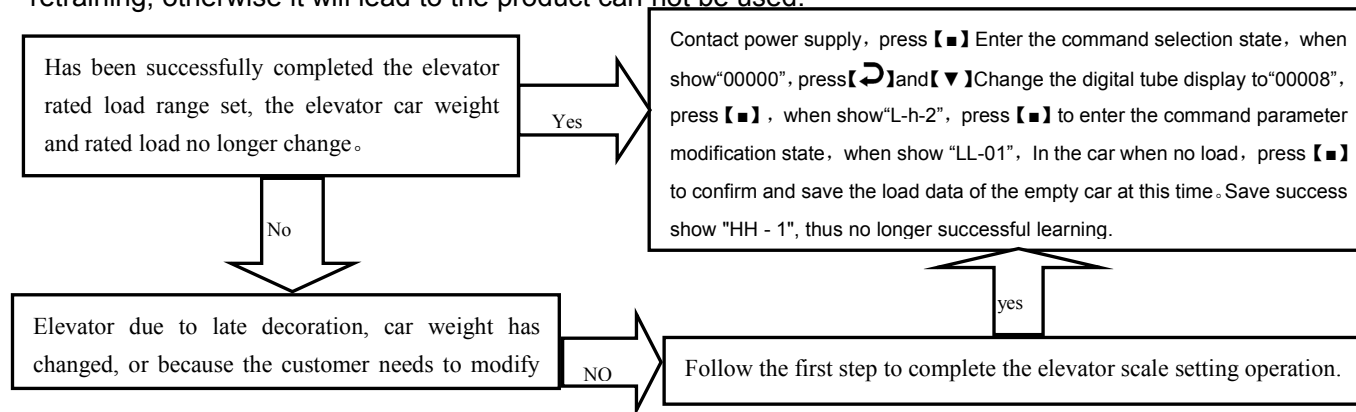 retraining, otherwise it will lead to the product can not be used.
Has been successfully completed the elevator
rated load range set, the elevator car weight
and rated load no longer change。
Yes
Contact power supply，press【■】Enter the command selection state，when
show“00000”，press【⮌】and【▼】Change the digital tube display to“00008”，
press【■】，when show“L-h-2”，press【■】to enter the command parameter
modification state，when show “LL-01”，In the car when no load，press【■】
to confirm and save the load data of the empty car at this time。Save success
show "HH - 1", thus no longer successful learning.
No
yes
Elevator due to late decoration, car weight has
changed, or because the customer needs to modify
NO
Follow the first step to complete the elevator scale setting operation.